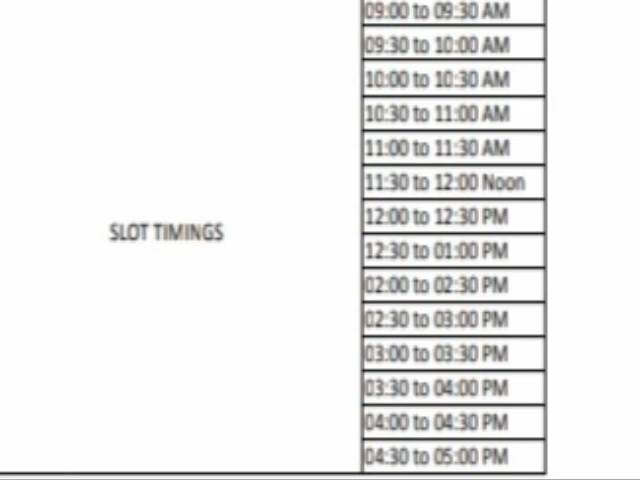 09:00 to 09:30 AM
09:30 to 10:00 AM
10:00 to 10:30 AM
10:30 to 11:00 AM
11:00 to 11:30 AM
11:30 to 12:00 Noon
SLOT TIMINGS
12:00 to 12:30 PM
12:30 to 01:00 PM
02:00 to 02:30 PM
02:30 to 03:00 PM
03:00 to 03:30 PM
03:30 to 04:00 PM
04:00 to 04:30 PM
04:30 to 05:00 PM